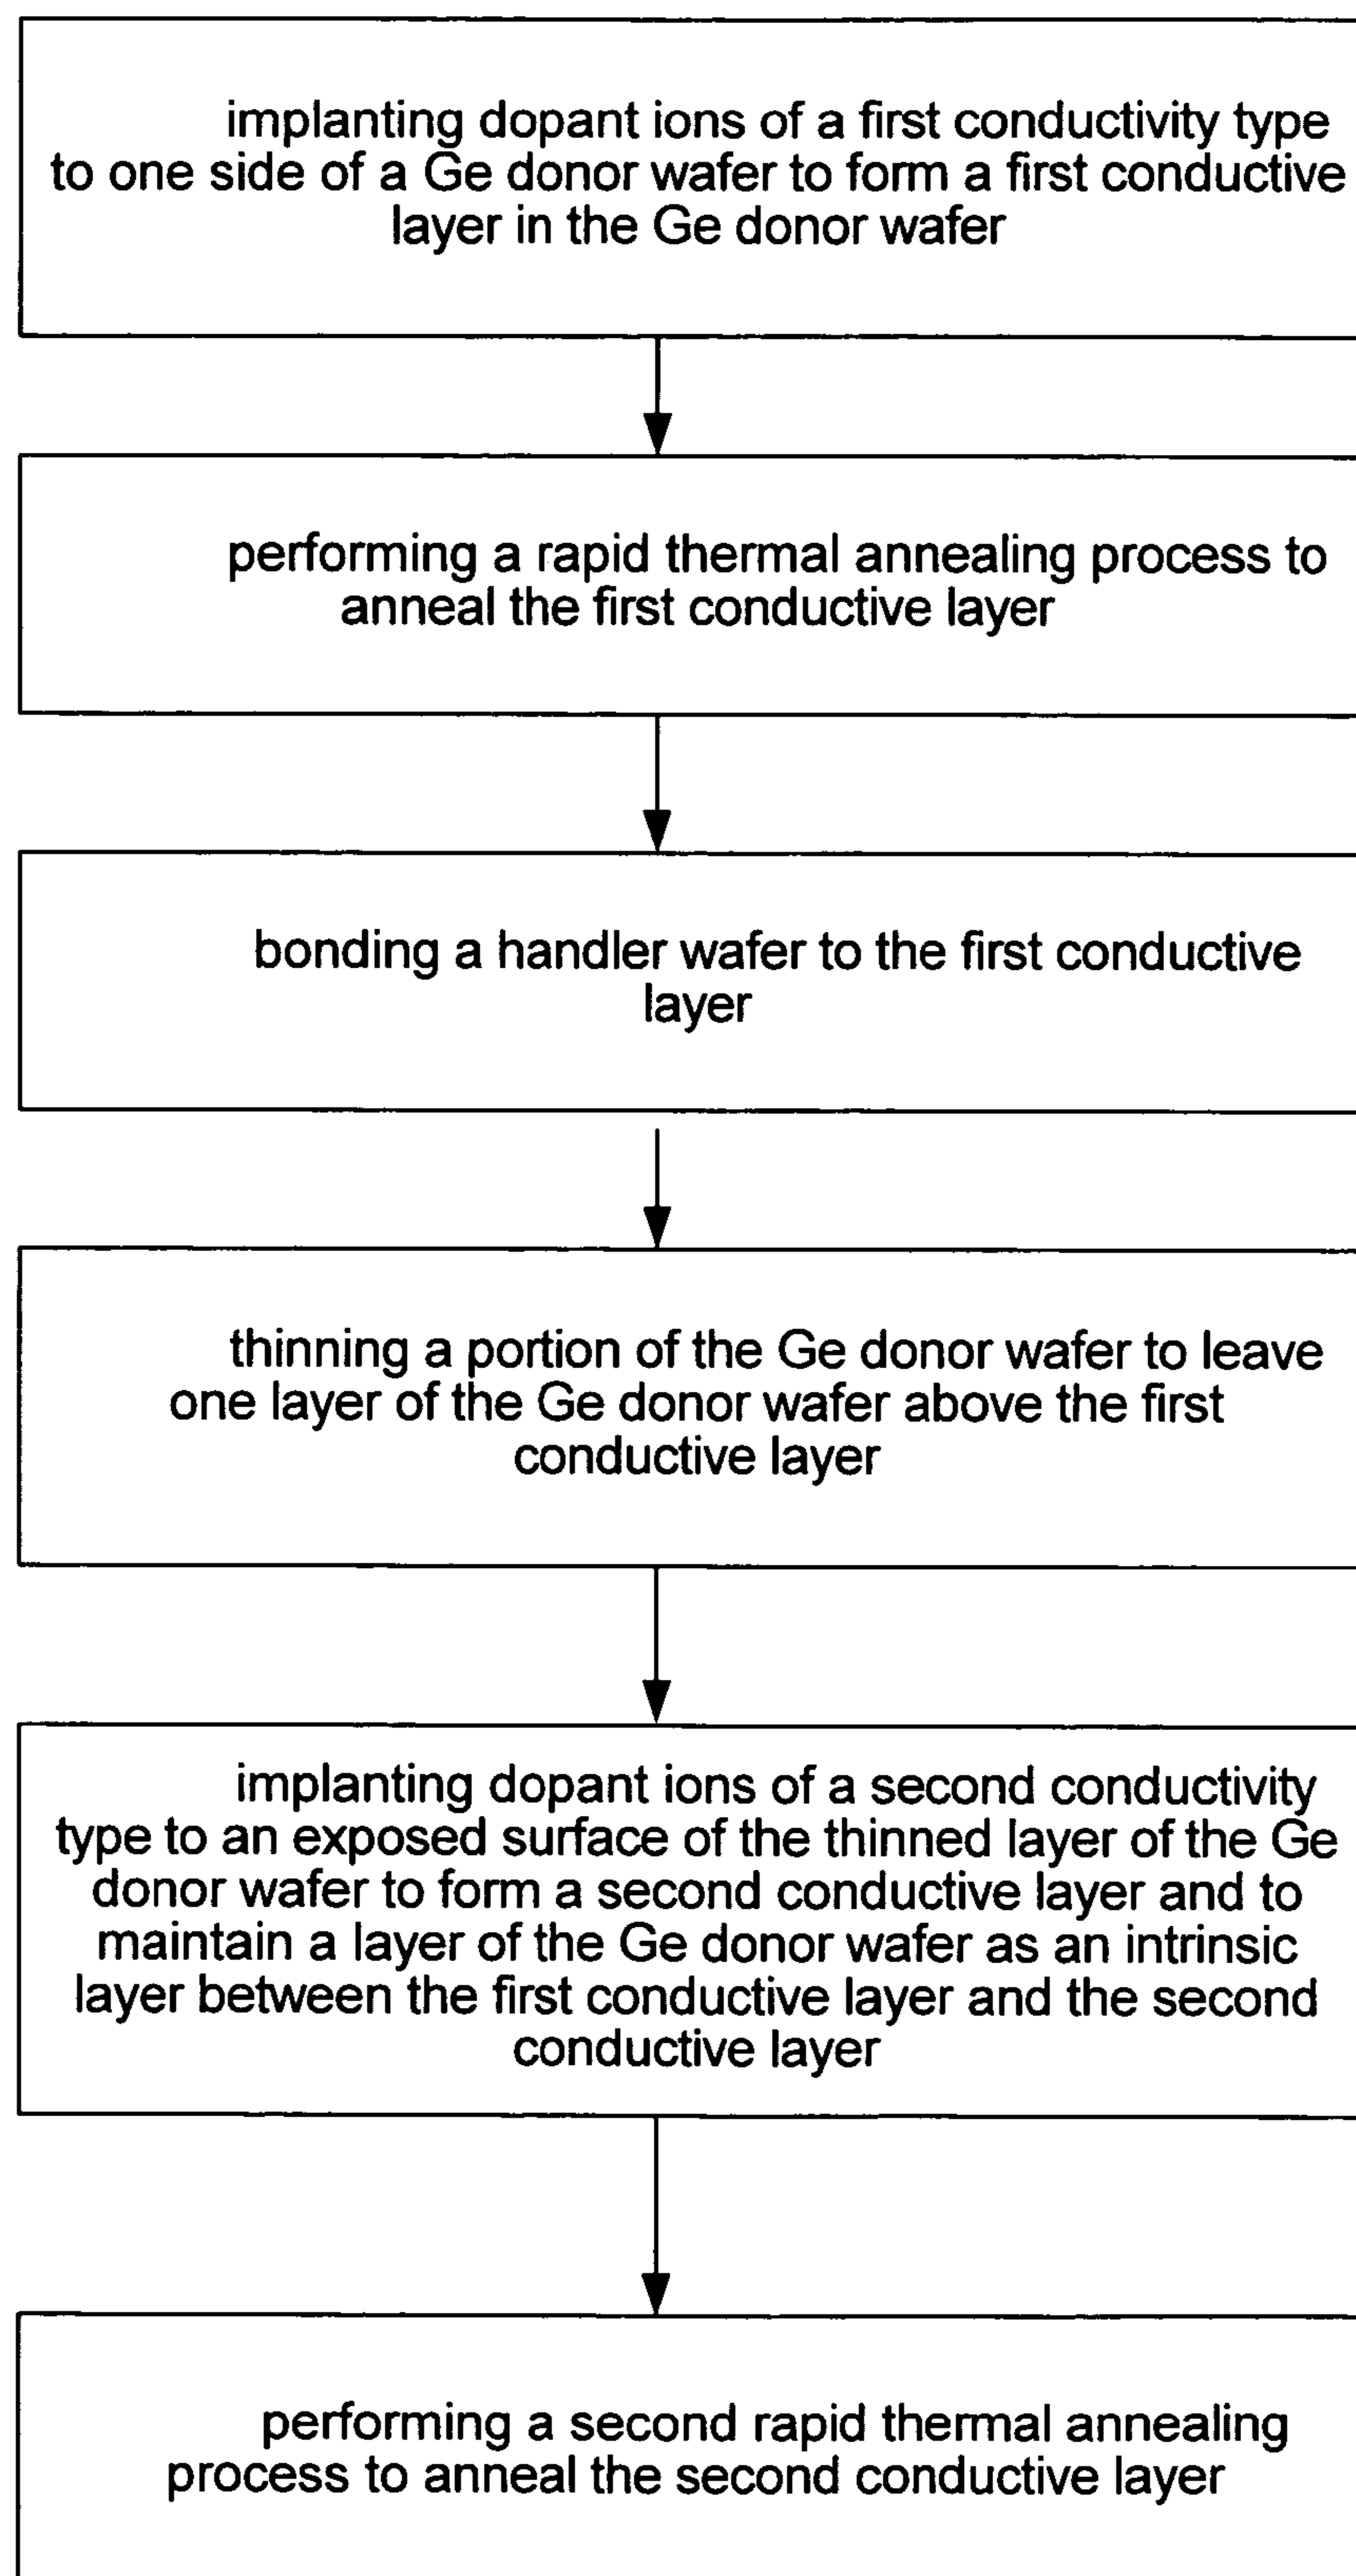 implanting dopant ions of a first conductivity type
to one side of a Ge donor wafer to form a first conductive
layer in the Ge donor wafer
performing a rapid thermal annealing process to
anneal the first conductive layer
bonding a handler wafer to the first conductive
layer
thinning a portion of the Ge donor wafer to leave
one layer of the Ge donor wafer above the first
conductive layer
implanting dopant ions of a second conductivity
type to an exposed surface of the thinned layer of the Ge
donor wafer to form a second conductive layer and to
maintain a layer of the Ge donor wafer as an intrinsic
layer between the first conductive layer and the second
conductive layer
performing a second rapid thermal annealing
process to anneal the second conductive layer